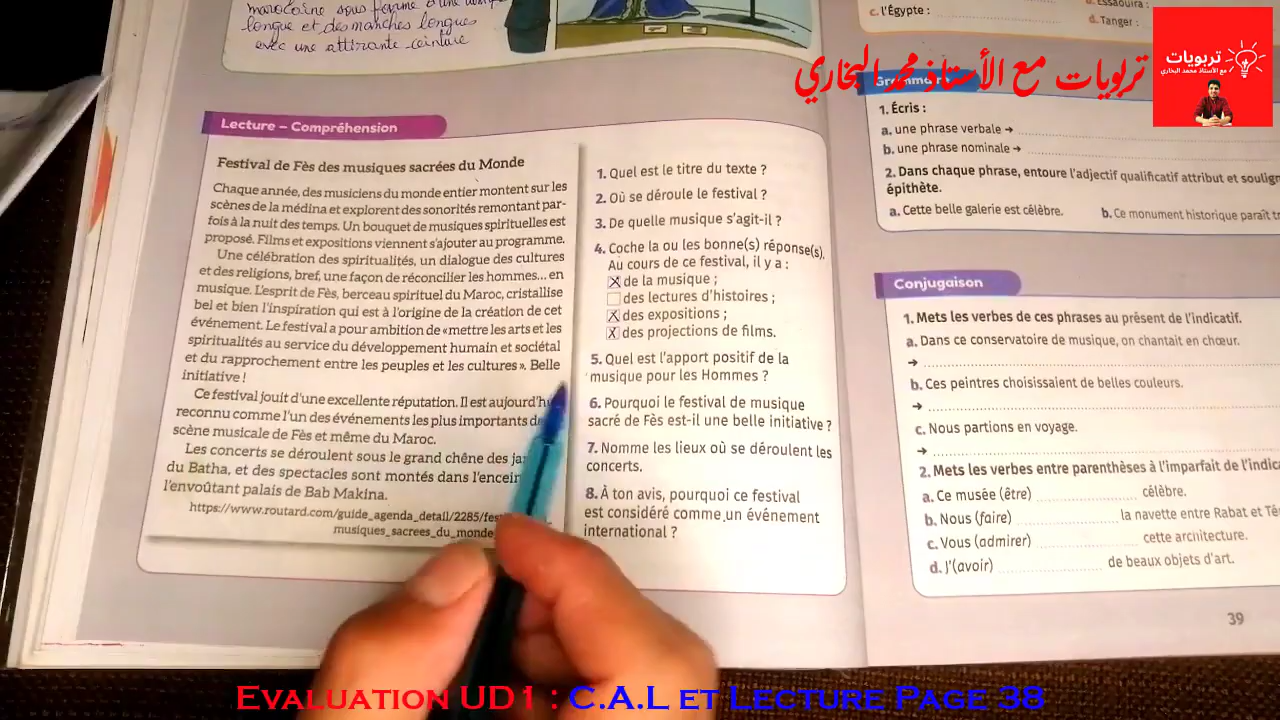 marocaine sous forme d'une
longue et des manches longues
avec une attirante ceinture
c. l'Égypte :
Essaouira :
d. Tanger :
تربويات مع الأستاذ محمد البخاري
تربويات
مع الأستاذ محمد البخاري
Lecture – Compréhension
Festival de Fès des musiques sacrées du Monde
Chaque année, des musiciens du monde entier montent sur les
scènes de la médina et explorent des sonorités remontant par-
fois à la nuit des temps. Un bouquet de musiques spirituelles est
proposé. Films et expositions viennent s'ajouter au programme.
Une célébration des spiritualités, un dialogue des cultures
et des religions, bref, une façon de réconcilier les hommes... en
musique. L'esprit de Fès, berceau spirituel du Maroc, cristallise
bel et bien l'inspiration qui est à l'origine de la création de cet
événement. Le festival a pour ambition de «mettre les arts et les
spiritualités au service du développement humain et sociétal
et du rapprochement entre les peuples et les cultures». Belle
initiative !
Ce festival jouit d'une excellente réputation. Il est aujourd'hu
reconnu comme l'un des événements les plus importants de
scène musicale de Fès et même du Maroc.
Les concerts se déroulent sous le grand chêne des
du Batha, et des spectacles sont montés dans l'encein
l'envoûtant palais de Bab Makina.
https://www.routard.com/guide_agenda_detail/2285/fes
musiques_sacrees_du_monde
1. Quel est le titre du texte ?
2. Où se déroule le festival ?
3. De quelle musique s'agit-il ?
4. Coche la ou les bonne(s) réponse(s).
Au cours de ce festival, il y a :
X de la musique ;
des lectures d'histoires ;
X des expositions ;
X des projections de films.
5. Quel est l'apport positif de la
musique pour les Hommes ?
6. Pourquoi le festival de musique
sacré de Fès est-il une belle initiative ?
7. Nomme les lieux où se déroulent les
concerts.
8. À ton avis, pourquoi ce festival
est considéré comme un événement
international ?
Gramma
1. Écris :
a. une phrase verbale →
b. une phrase nominale →
2. Dans chaque phrase, entoure l'adjectif qualificatif attribut et soulign
épithète.
a. Cette belle galerie est célèbre.
b. Ce monument historique paraît
Conjugaison
1. Mets les verbes de ces phrases au présent de l'indicatif.
a. Dans ce conservatoire de musique, on chantait en chœur.
→
b. Ces peintres choisissaient de belles couleurs.
→
c. Nous partions en voyage.
→
2. Mets les verbes entre parenthèses à l'imparfait de l'indica
a. Ce musée (être) célèbre.
b. Nous (faire) la navette entre Rabat et Té
c. Vous (admirer) cette architecture.
d. J'(avoir) de beaux objets d'art.
39
Evaluation UD1 : C.A.L et Lecture Page 38